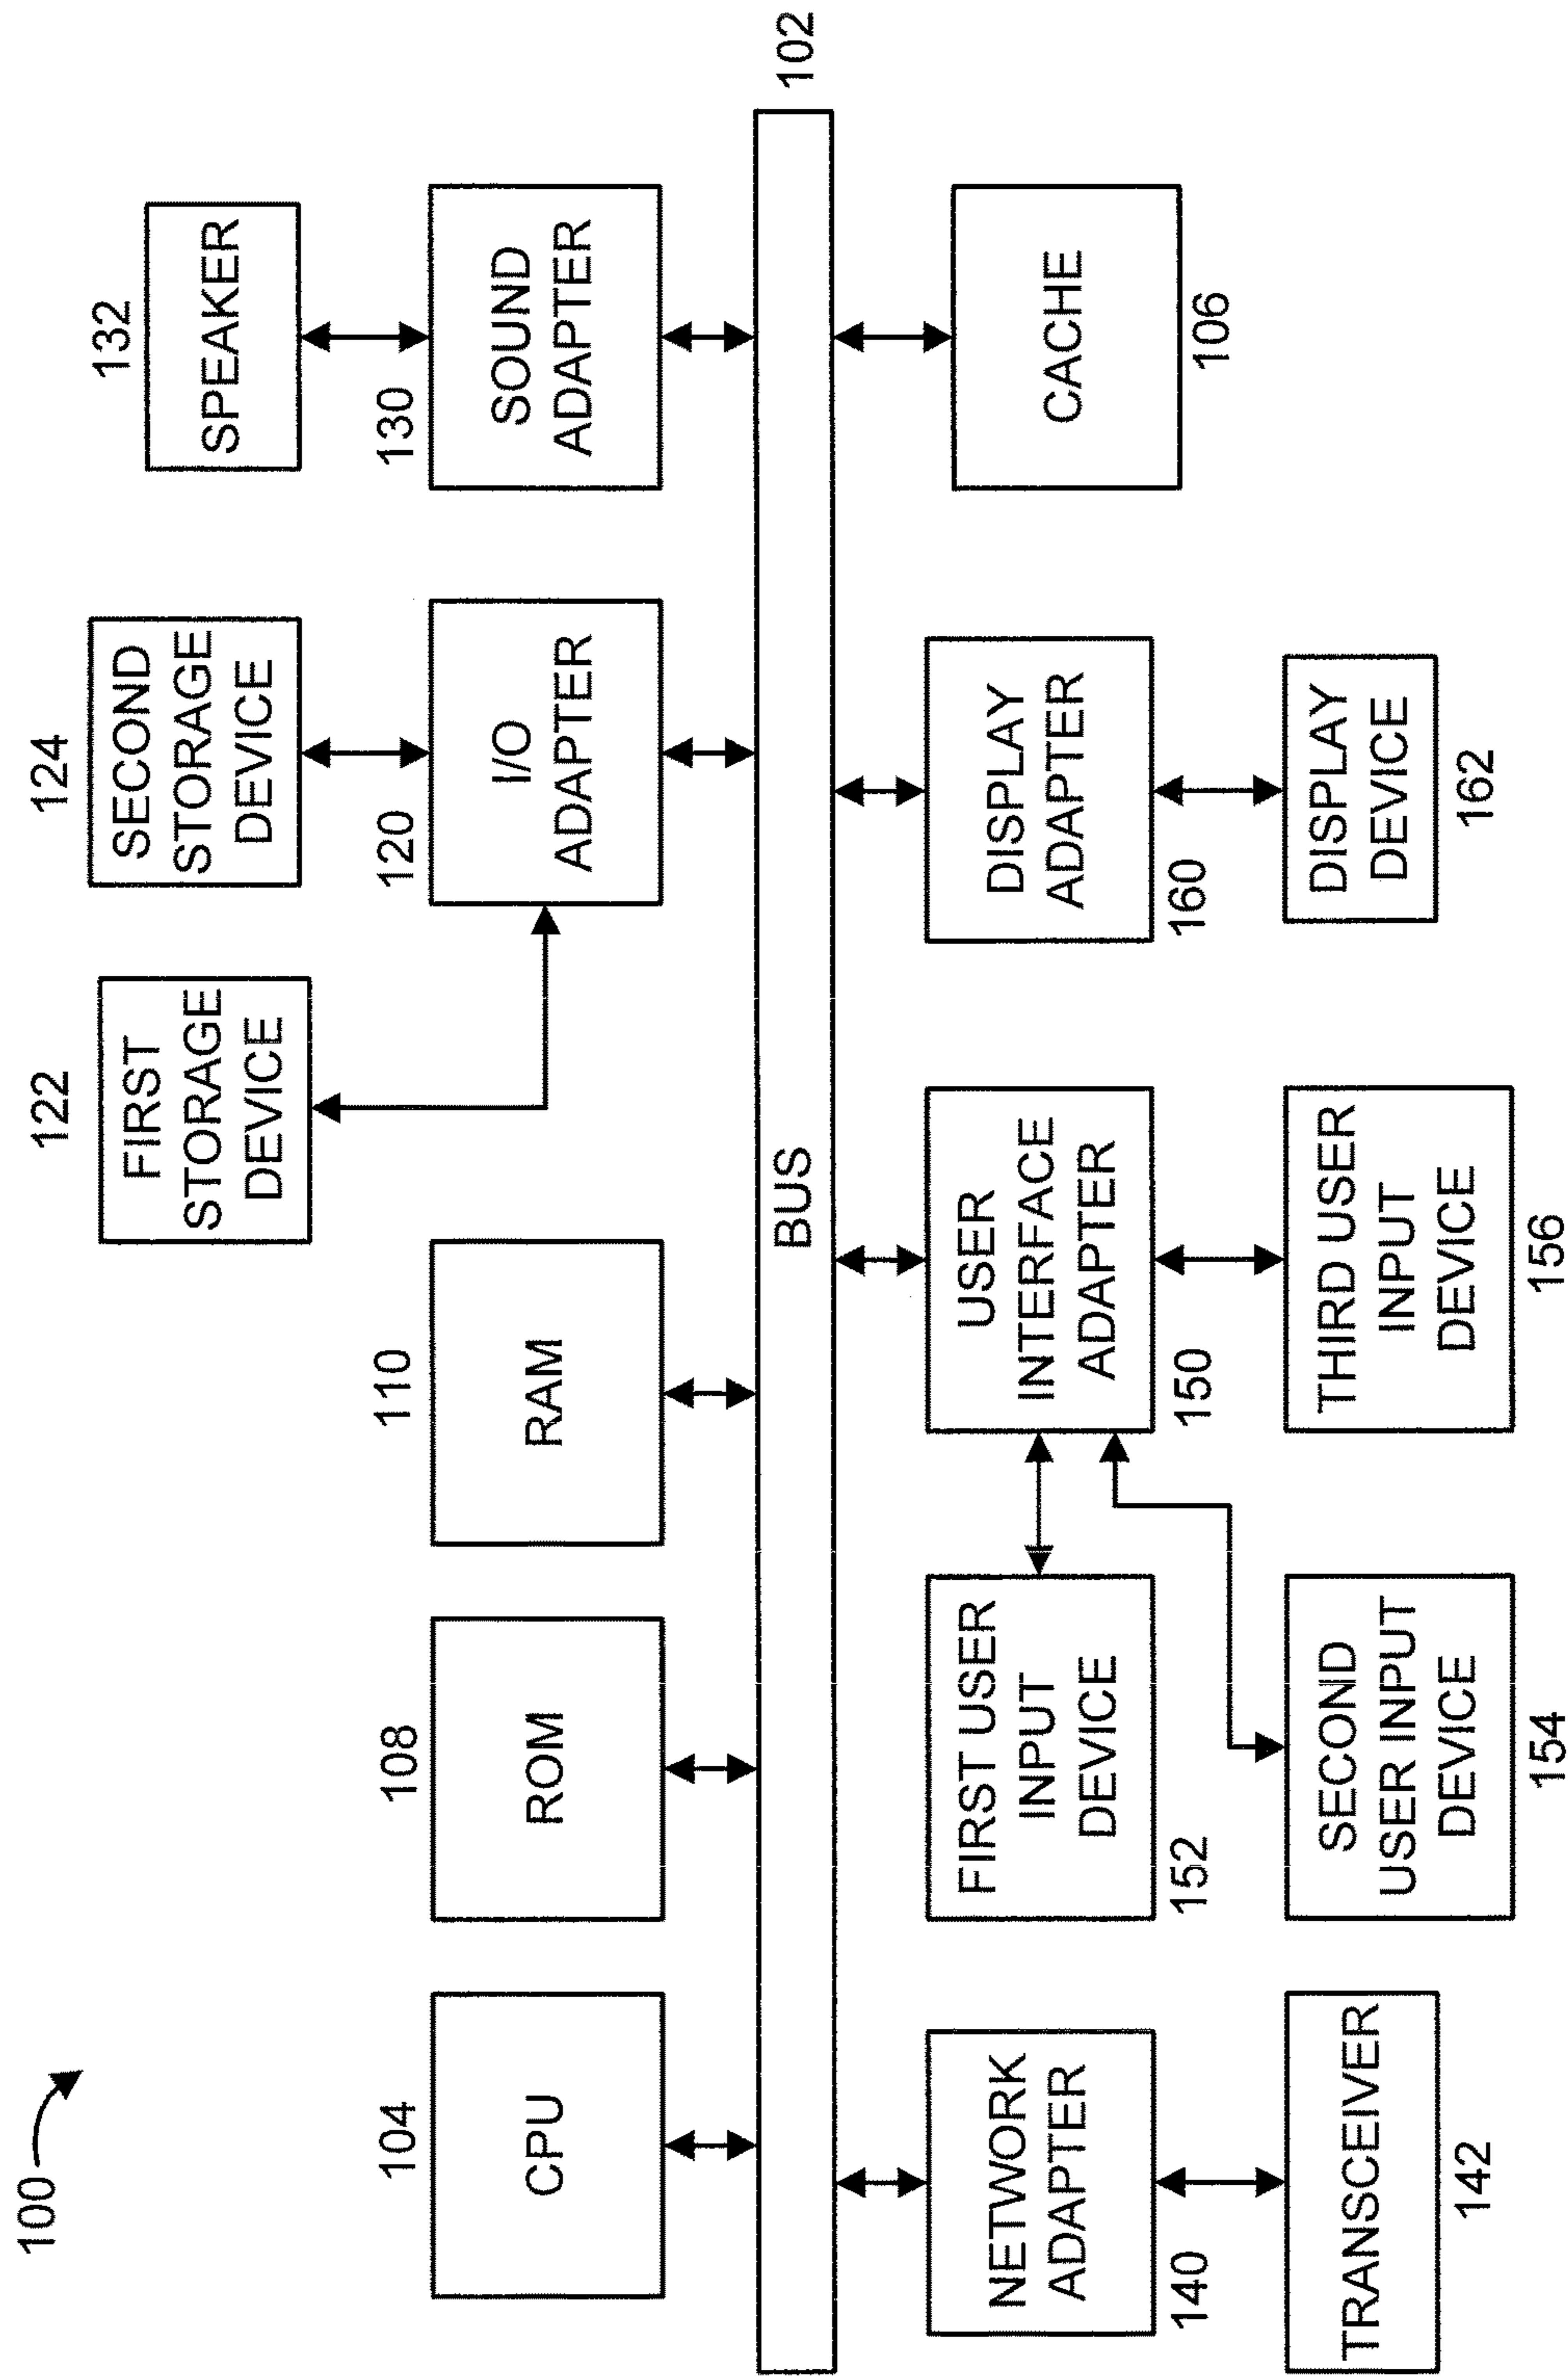 100
122
FIRST
STORAGE
DEVICE
124
SECOND
STORAGE
DEVICE
132
SPEAKER
104
CPU
108
ROM
110
RAM
120
I/O
ADAPTER
130
SOUND
ADAPTER
BUS
102
NETWORK
ADAPTER
140
FIRST USER
INPUT
DEVICE
152
USER
INTERFACE
ADAPTER
150
DISPLAY
ADAPTER
160
CACHE
106
TRANSCEIVER
142
SECOND
USER INPUT
DEVICE
154
THIRD USER
INPUT
DEVICE
156
DISPLAY
DEVICE
162